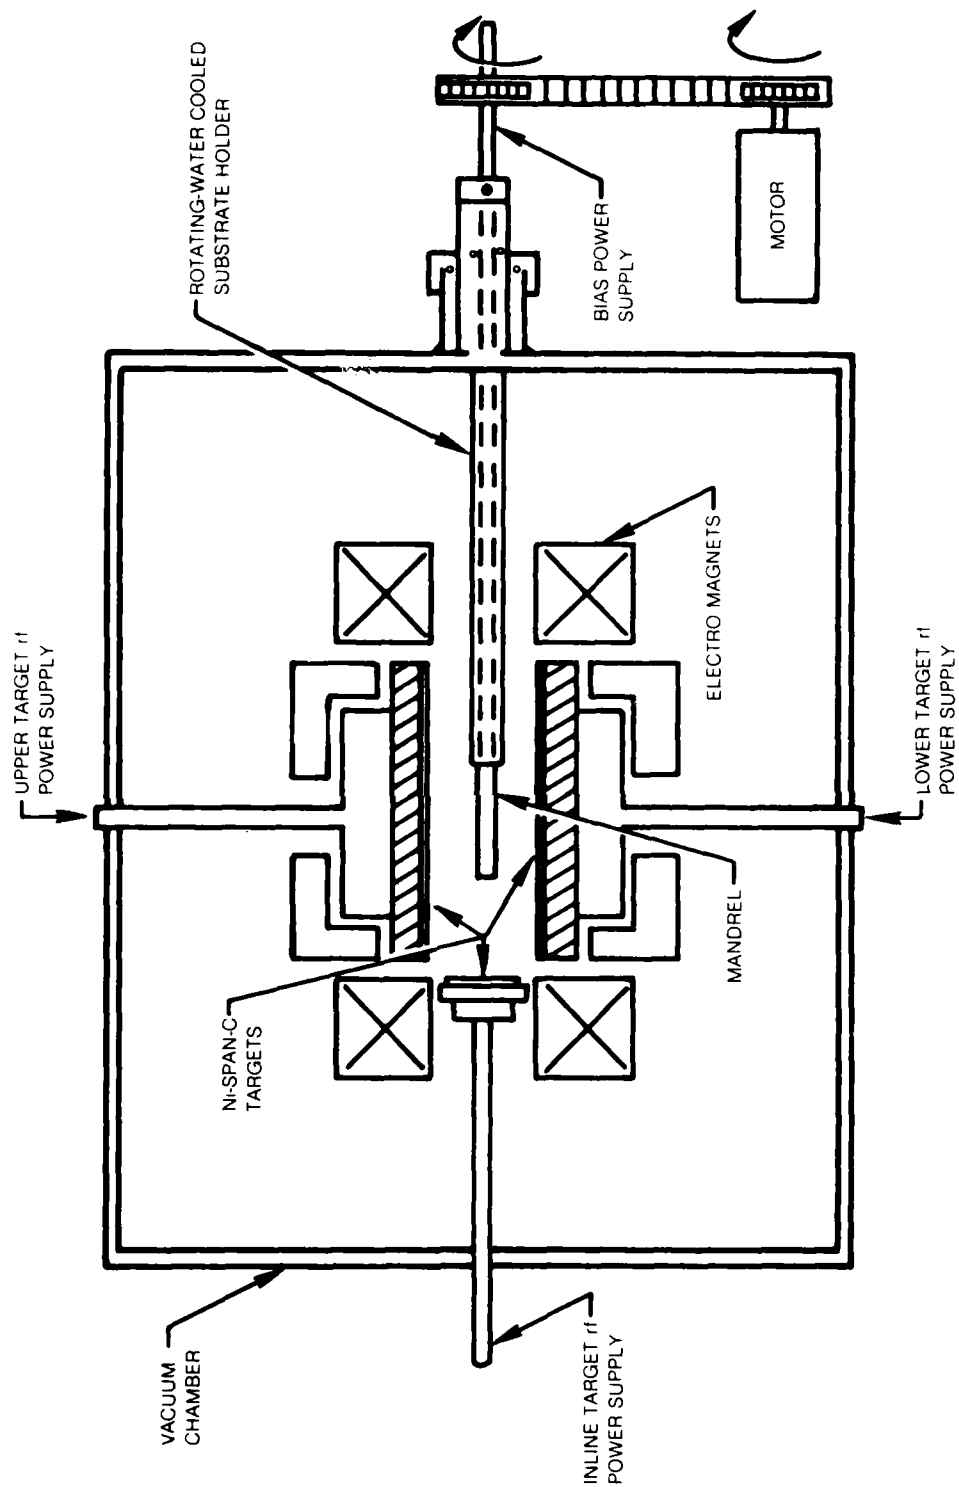 UPPER TARGET rf
POWER SUPPLY
ROTATING-WATER COOLED
SUBSTRATE HOLDER
Ni-SPAN-C
TARGETS
VACUUM
CHAMBER
INLINE TARGET rf
POWER SUPPLY
MANDREL
ELECTRO MAGNETS
BIAS POWER
SUPPLY
MOTOR
LOWER TARGET rf
POWER SUPPLY